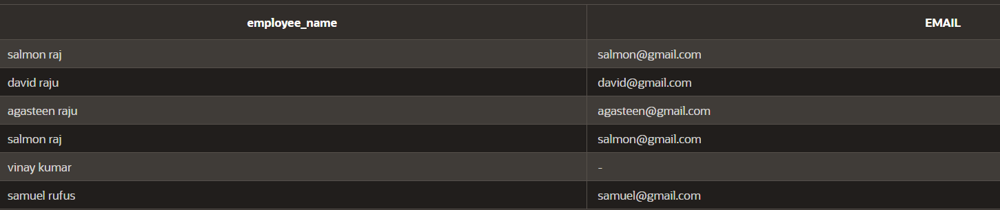 employee_name EMAIL
salmon raj salmon@gmail.com
david raju david@gmail.com
agasteen raju agasteen@gmail.com
salmon raj salmon@gmail.com
vinay kumar -
samuel rufus samuel@gmail.com